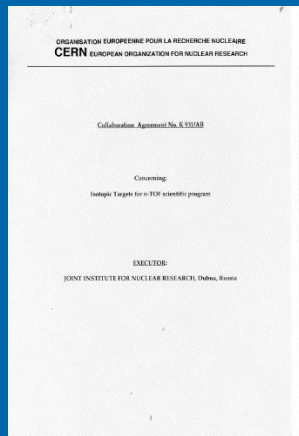 ORGANISATION EUROPEENNE POUR LA RECHERCHE NUCLEAIRE
CERN EUROPEAN ORGANIZATION FOR NUCLEAR RESEARCH
Collaboration Agreement No. K 931/AB
Concerning:
Isotopic Targets for n-TOF scientific program
EXECUTOR:
JOINT INSTITUTE FOR NUCLEAR RESEARCH, Dubna, Russia
1